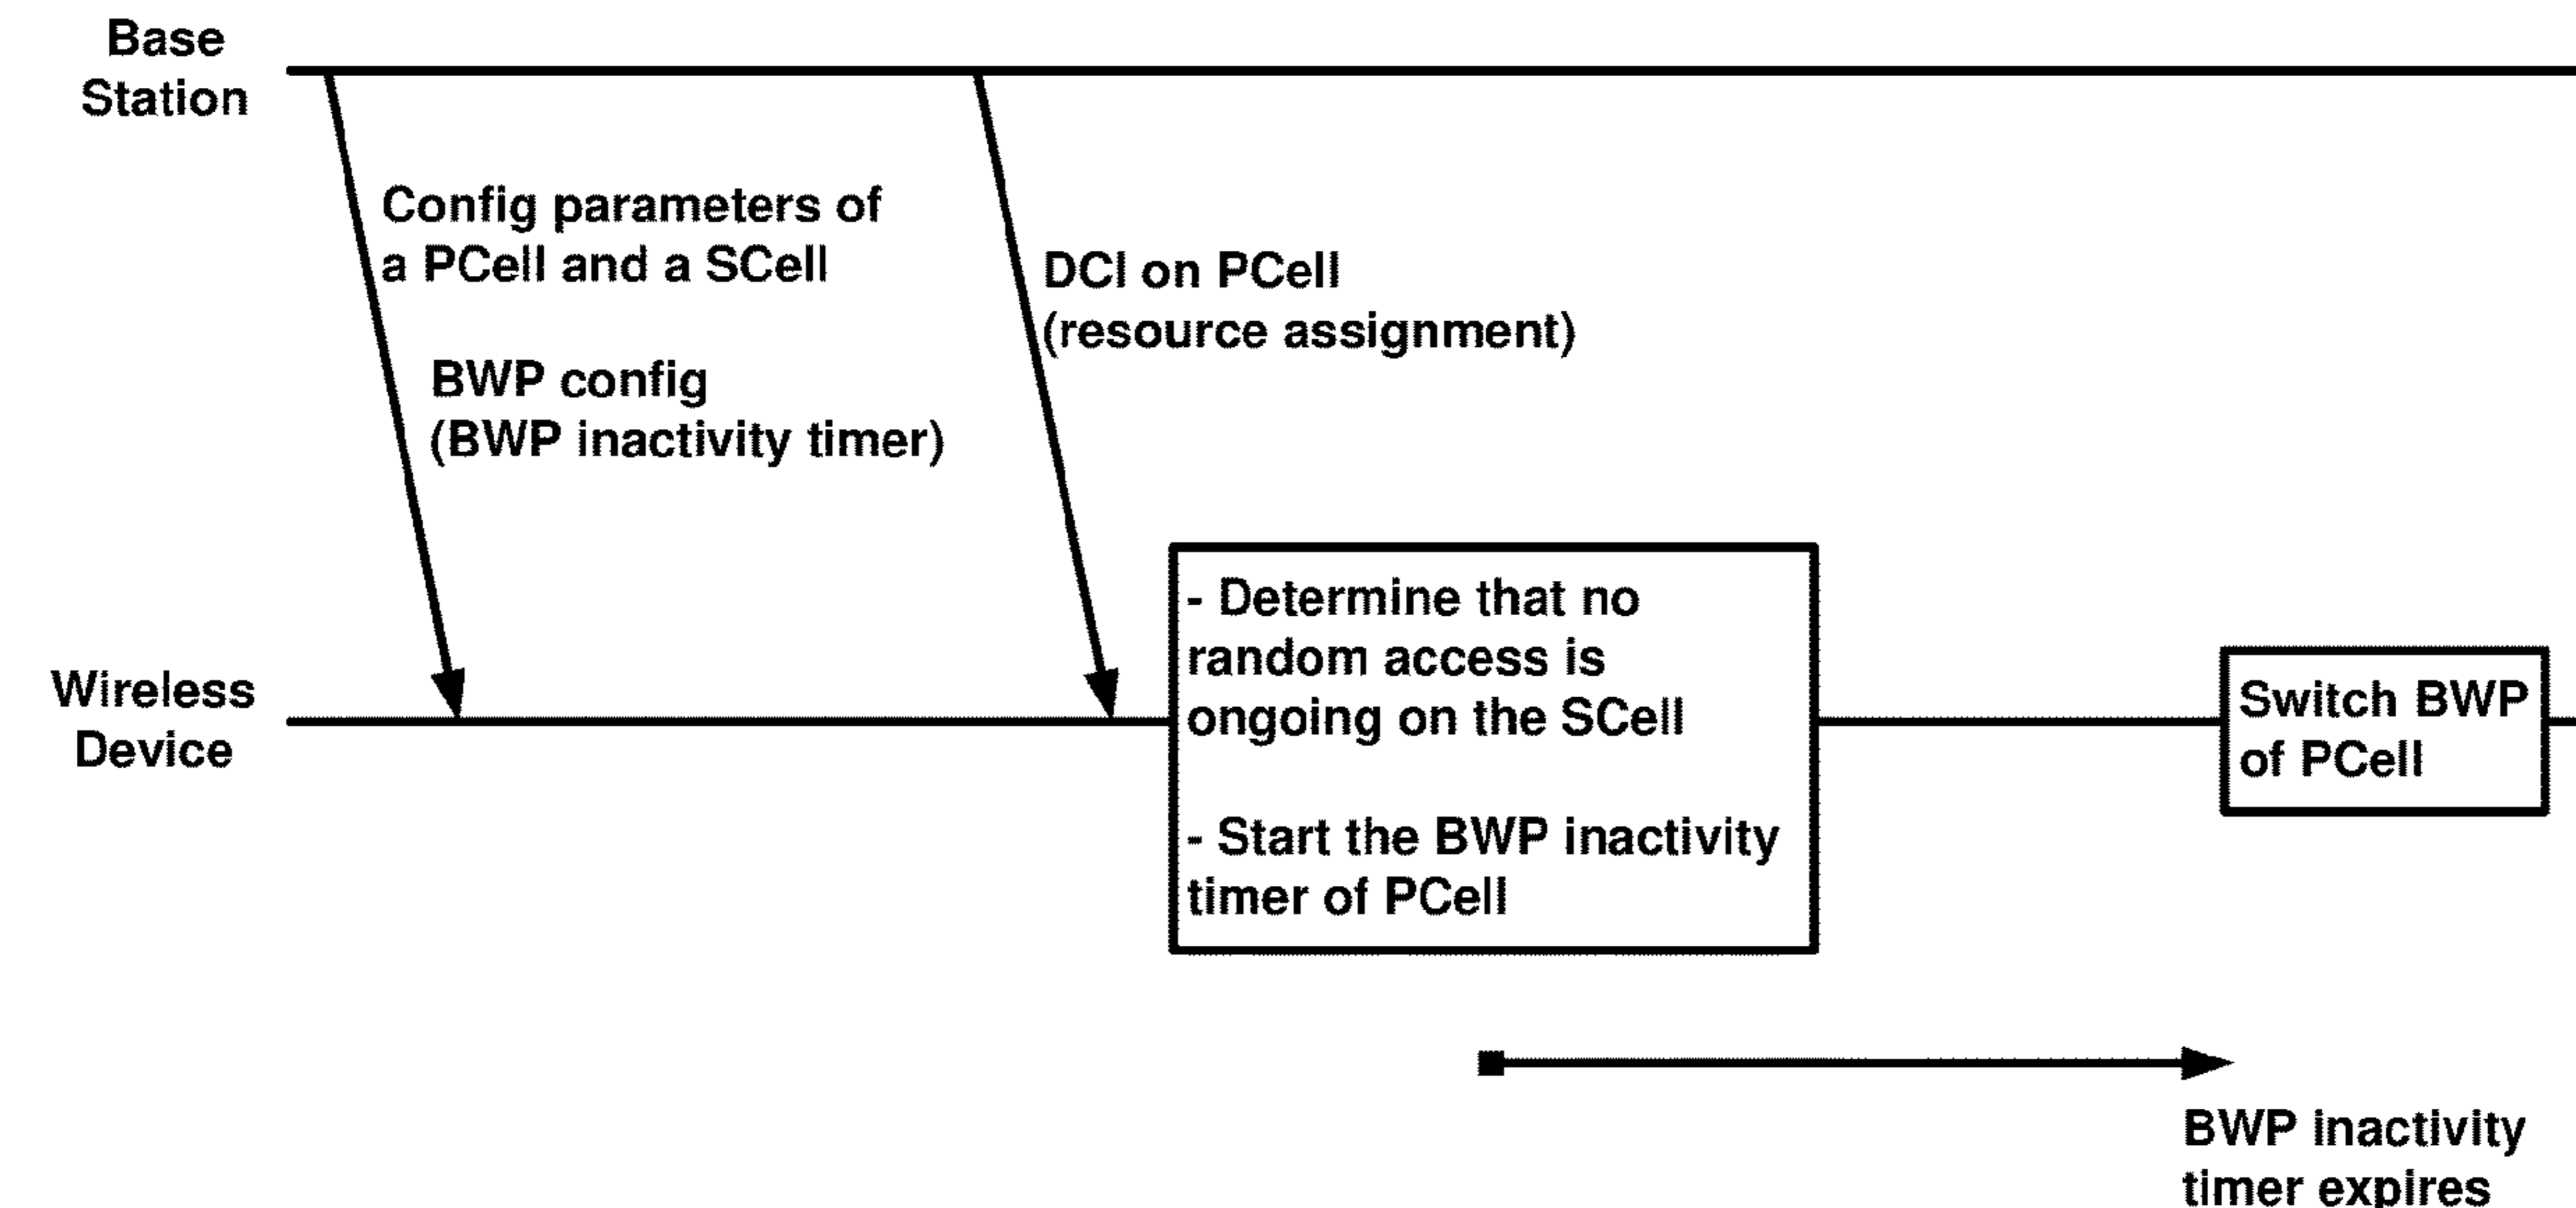 Base
Station
Config parameters of
a PCell and a SCell
BWP config
(BWP inactivity timer)
DCI on PCell
(resource assignment)
Wireless
Device
- Determine that no
random access is
ongoing on the SCell
- Start the BWP inactivity
timer of PCell
Switch BWP
of PCell
BWP inactivity
timer expires